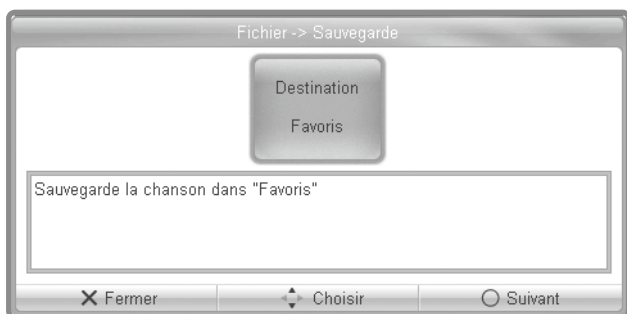 Fichier -> Sauvegarde
Destination
Favoris
Sauvegarde la chanson dans "Favoris"
Fermer Choisir Suivant